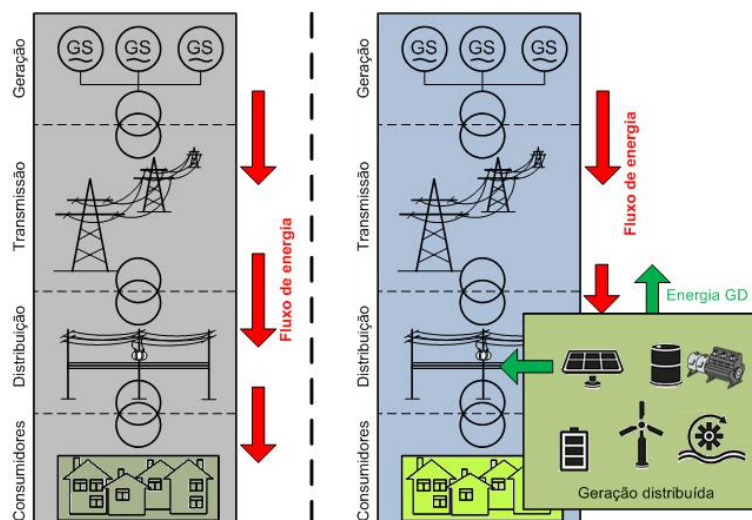 Geração
GS
GS
GS
Transmissão
Fluxo de energia
Distribuição
Consumidores
Geração
GS
GS
GS
Transmissão
Fluxo de energia
Energia GD
Distribuição
Consumidores
Geração distribuída